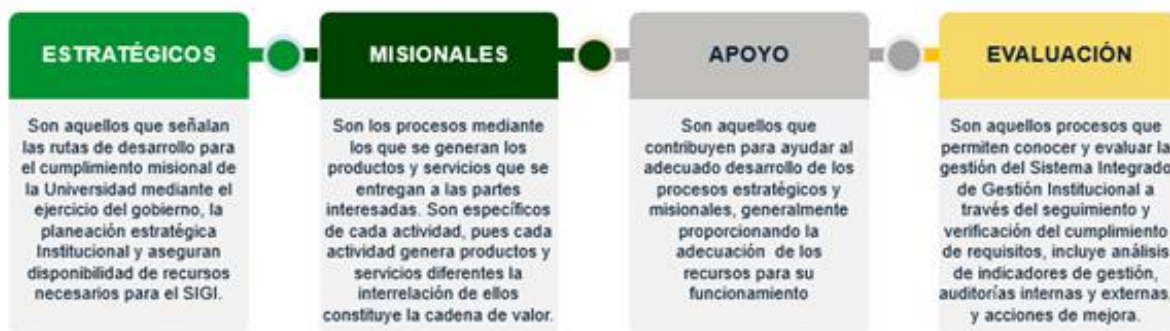 ESTRATÉGICOS
Son aquellos que señalan
las rutas de desarrollo para
el cumplimiento misional de
la Universidad mediante el
ejercicio del gobierno, la
planeación estratégica
Institucional y aseguran
disponibilidad de recursos
necesarios para el SIGI.
MISIONALES
Son los procesos mediante
los que se generan los
productos y servicios que se
entregan a las partes
interesadas. Son específicos
de cada actividad, pues cada
actividad genera productos y
servicios diferentes la
interrelación de ellos
constituye la cadena de valor.
APOYO
Son aquellos que
contribuyen para ayudar al
adecuado desarrollo de los
procesos estratégicos y
misionales, generalmente
proporcionando la
adecuación de los
recursos para su
funcionamiento
EVALUACIÓN
Son aquellos procesos que
permiten conocer y evaluar la
gestión del Sistema Integrado
de Gestión Institucional a
través del seguimiento y
verificación del cumplimiento
de requisitos, incluye análisis
de indicadores de gestión,
auditorías internas y externas
y acciones de mejora.